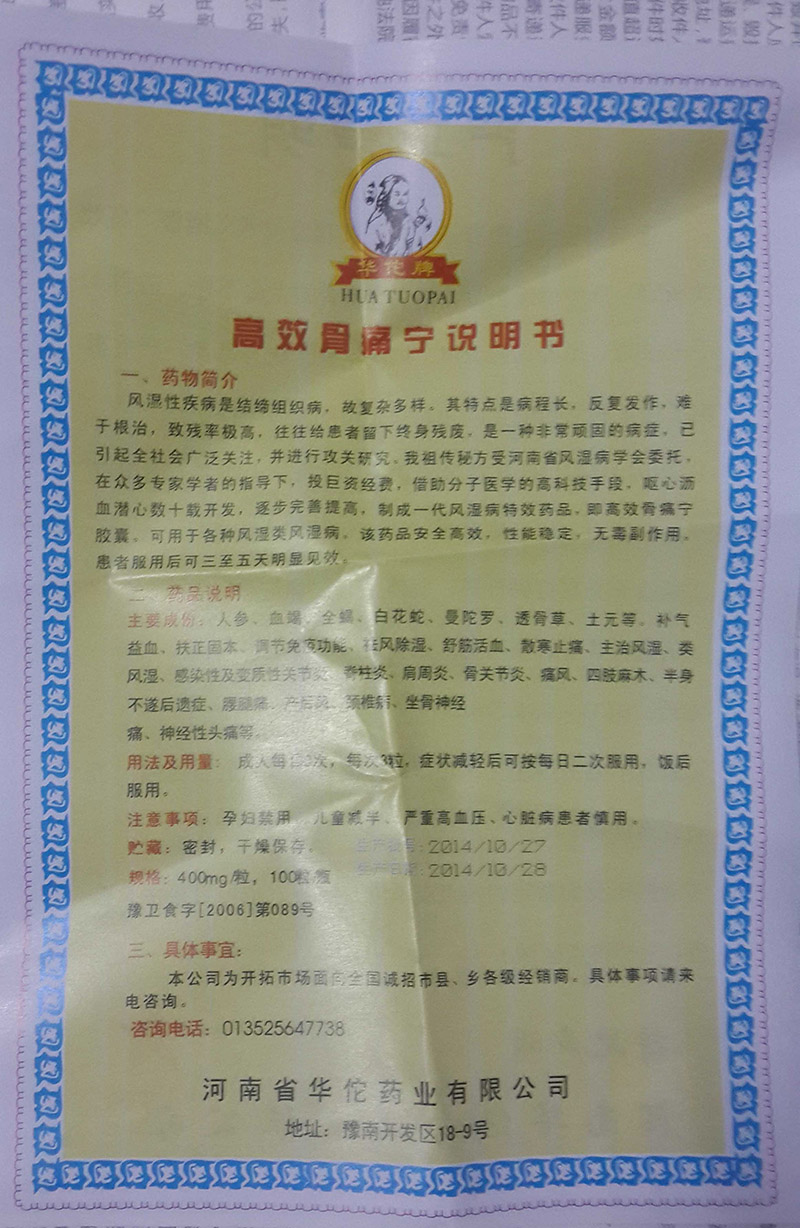 华佗牌
HUA TUOPAI
高效骨痛宁说明书
一、药物简介
风湿性疾病是结缔组织病，故复杂多样。其特点是病程长，反复发作，难
于根治，致残率极高，往往给患者留下终身残废，是一种非常顽固的病症，已
引起全社会广泛关注，并进行攻关研究。我祖传秘方受河南省风湿病学会委托，
在众多专家学者的指导下，投巨资经费，借助分子医学的高科技手段，呕心沥
血潜心数十载开发，逐步完善提高，制成一代风湿病特效药品，即高效骨痛宁
胶囊。可用于各种风湿类风湿病，该药品安全高效，性能稳定，无毒副作用。
患者服用后可三至五天明显见效。
二、药品说明
主要成份：人参、血竭、全蝎、白花蛇、曼陀罗、透骨草、土元等。补气
益血、扶正固本、调节免疫功能、祛风除湿、舒筋活血、散寒止痛、主治风湿、类
风湿、感染性及变质性关节炎、脊柱炎、肩周炎、骨关节炎、痛风、四肢麻木、半身
不遂后遗症、腰腿痛、产后风、颈椎病、坐骨神经
痛、神经性头痛等。
用法及用量：成人每日3次，每次3粒，症状减轻后可按每日二次服用，饭后
服用。
注意事项：孕妇禁用，儿童减半，严重高血压、心脏病患者慎用。
贮藏：密封，干燥保存。 生产批号：2014/10/27
规格：400mg/粒，100粒/瓶 生产日期：2014/10/28
豫卫食字[2006]第089号
三、具体事宜：
本公司为开拓市场面向全国诚招市县、乡各级经销商。具体事项请来
电咨询。
咨询电话：013525647738
河南省华佗药业有限公司
地址：豫南开发区18-9号